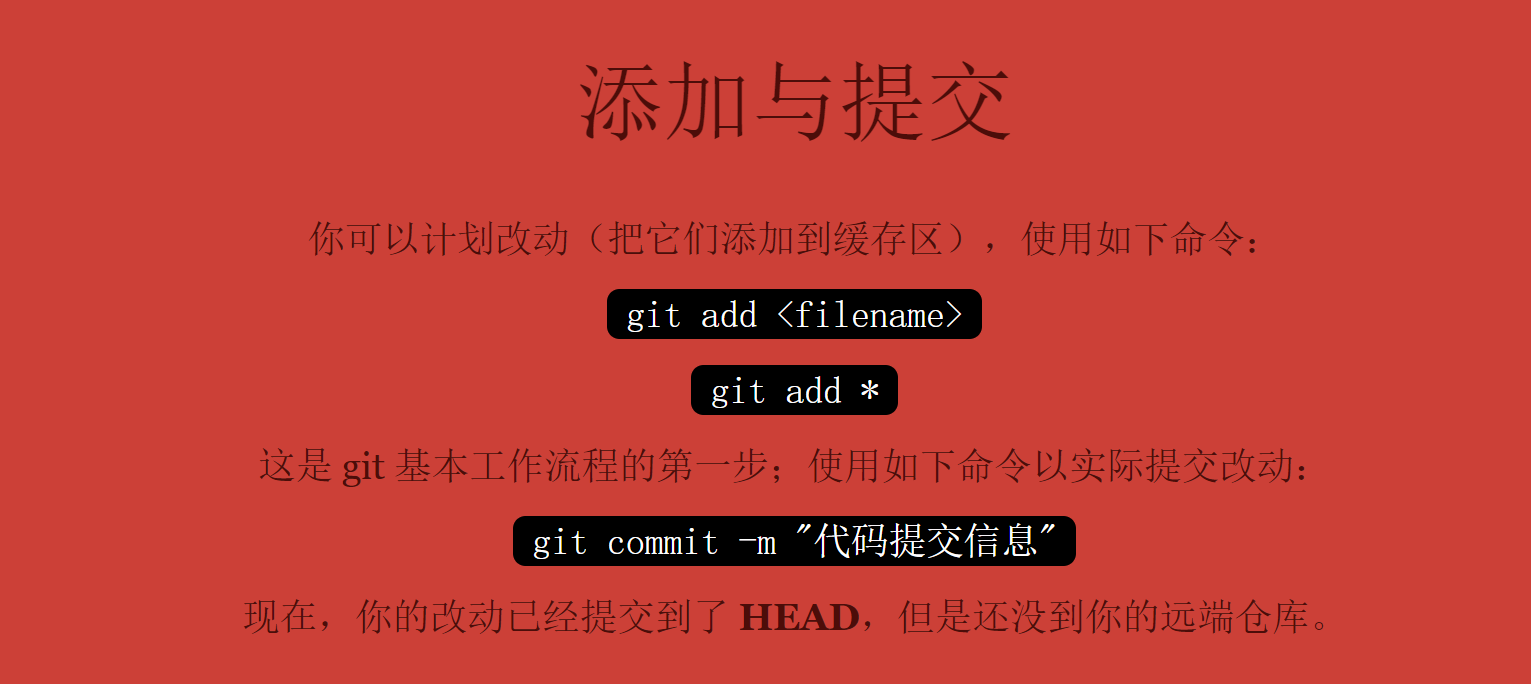 添加与提交
你可以计划改动（把它们添加到缓存区），使用如下命令：
git add <filename>
git add *
这是 git 基本工作流程的第一步；使用如下命令以实际提交改动：
git commit -m "代码提交信息"
现在，你的改动已经提交到了 HEAD，但是还没到你的远端仓库。